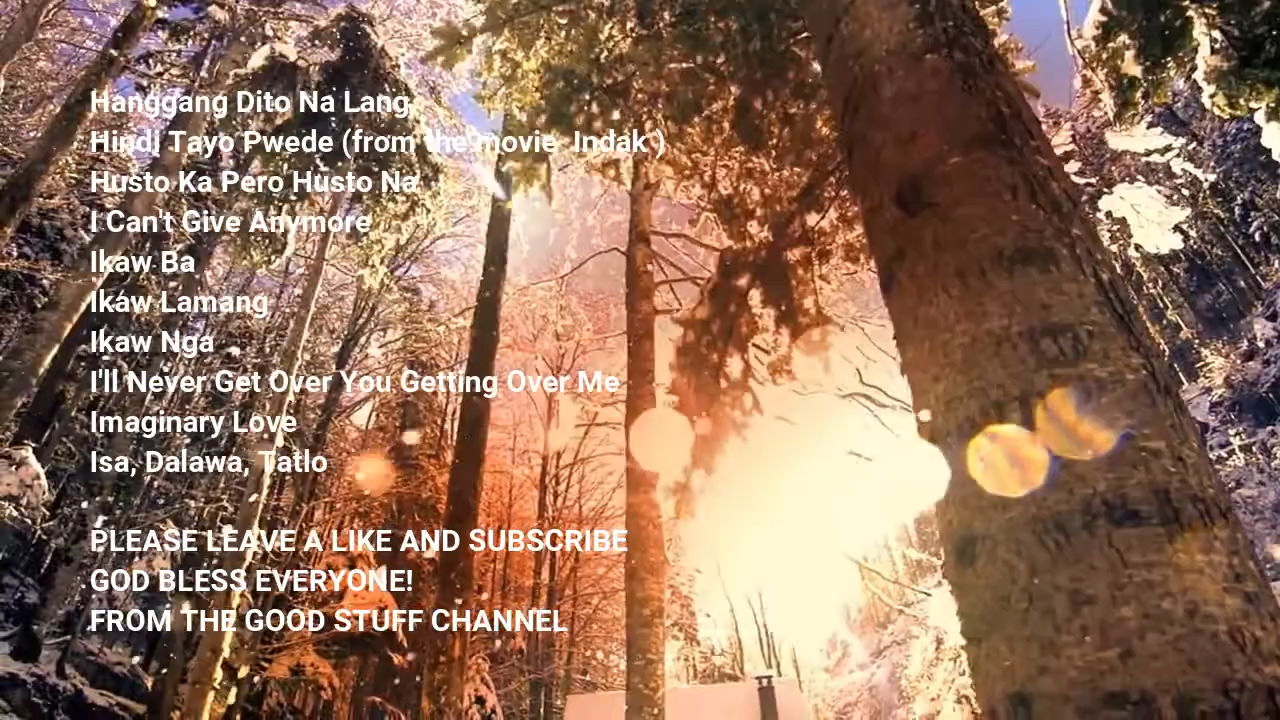 Hanggang Dito Na Lang
Hindi Tayo Pwede (from the movie  Indak )
Husto Ka Pero Husto Na
I Can't Give Anymore
Ikaw Ba
Ikaw Lamang
Ikaw Nga
I'll Never Get Over You Getting Over Me
Imaginary Love
Isa, Dalawa, Tatlo
PLEASE LEAVE A LIKE AND SUBSCRIBE
GOD BLESS EVERYONE!
FROM THE GOOD STUFF CHANNEL